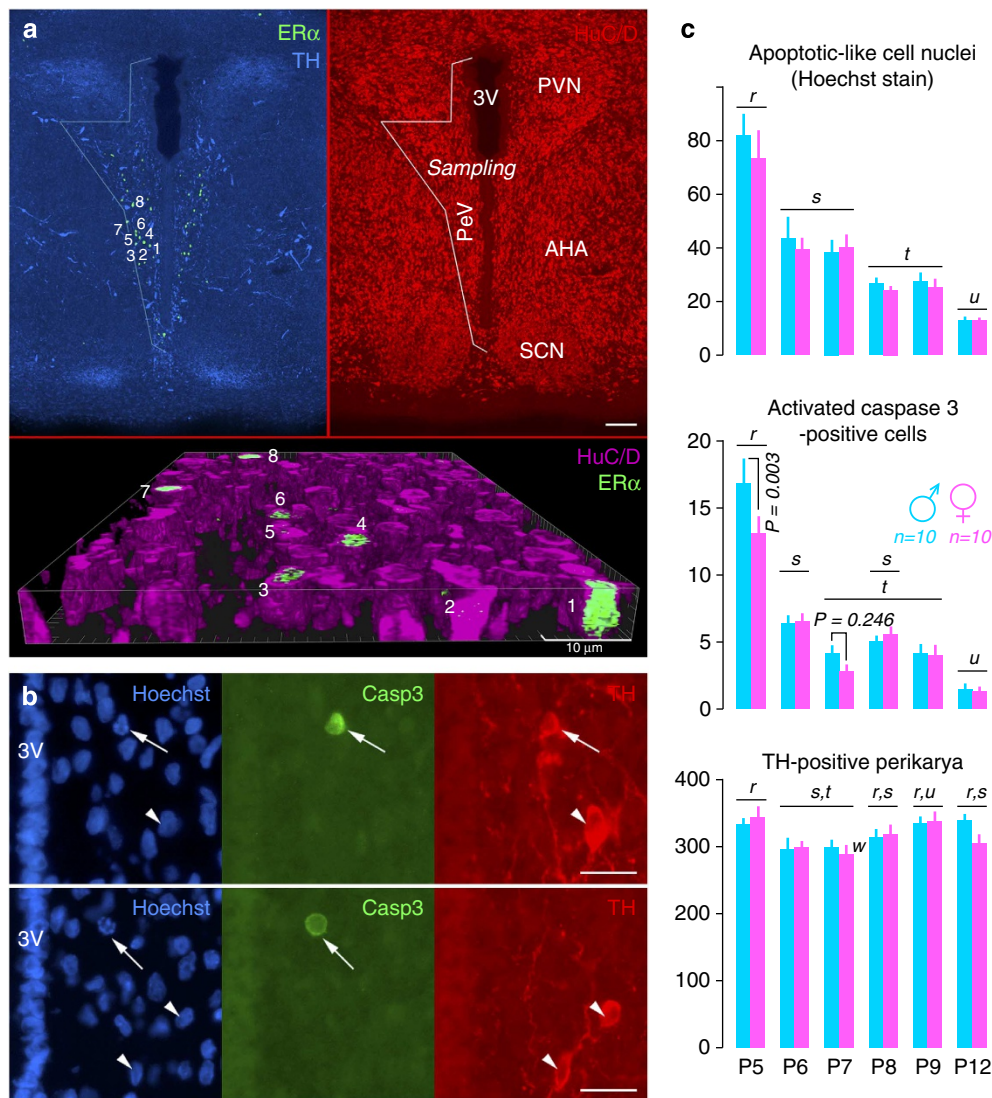 a
ERα
TH
8
7 6
5 4
3 2 1
HuC/D
3V
PVN
Sampling
PeV
AHA
SCN
HuC/D
ERα
8
7
6
5
4
3
2
1
10 μm
b
Hoechst
3V
Casp3
TH
Hoechst
3V
Casp3
TH
c
Apoptotic-like cell nuclei
(Hoechst stain)
r
s
t
u
80
60
40
20
0
Activated caspase 3
-positive cells
r
P = 0.003
n=10 n=10
s
s
t
P = 0.246
u
20
15
10
5
0
TH-positive perikarya
r
s,t
r,s
r,u
r,s
w
400
300
200
100
0
P5 P6 P7 P8 P9 P12